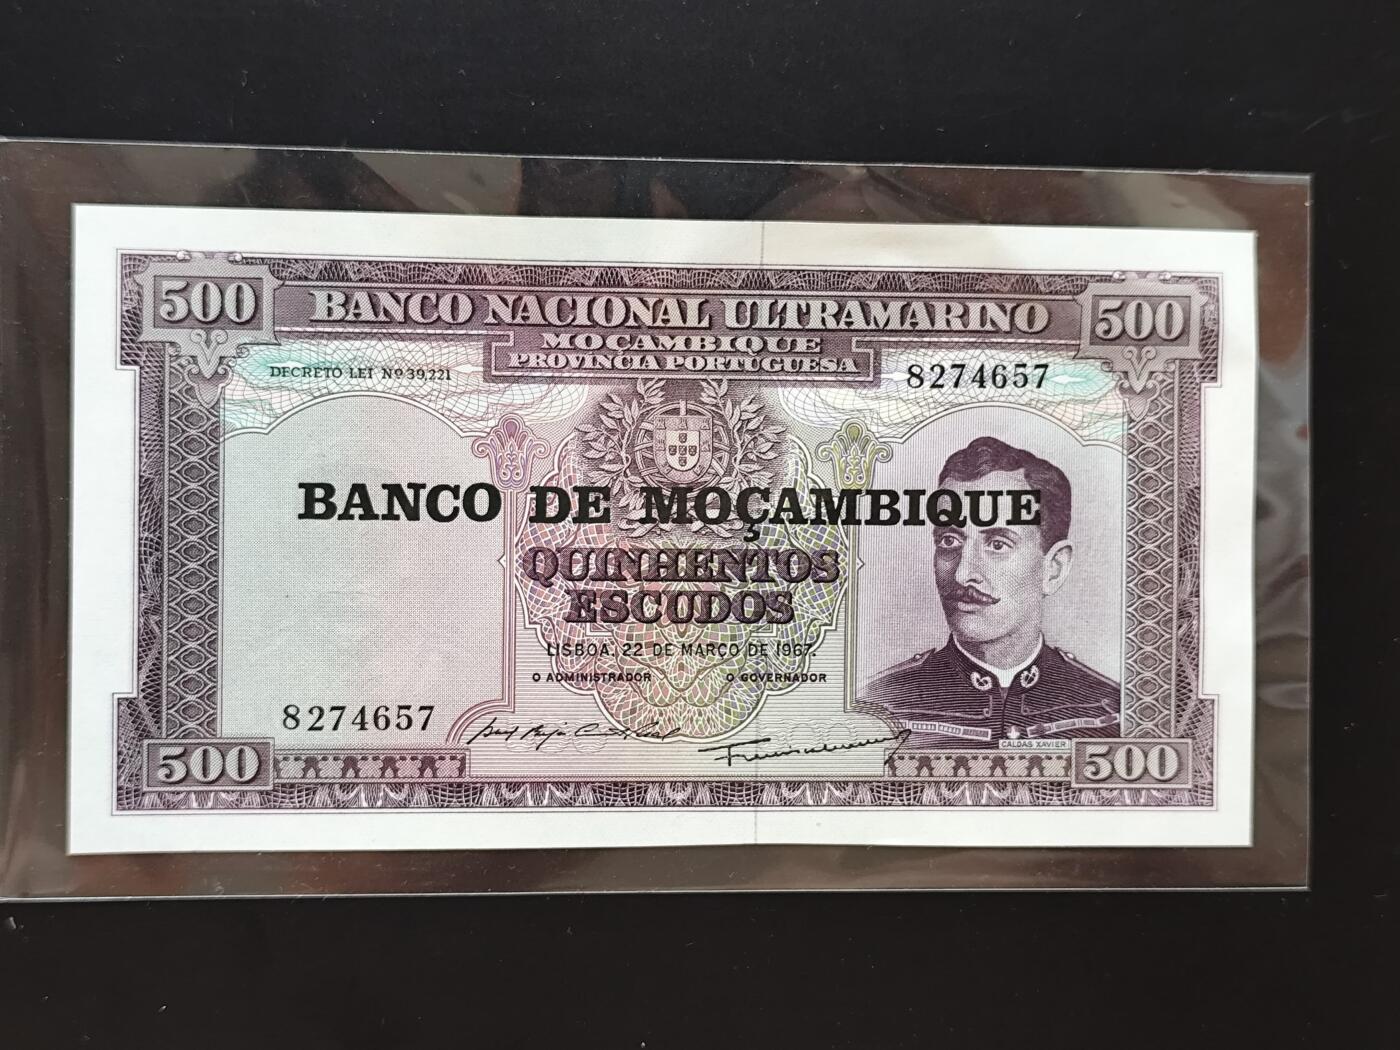 500 BANCO NACIONAL ULTRAMARINO 500
MOÇAMBIQUE
PROVINCIA PORTUGUESA
DECRETO LEI Nº 39,221
8274657
BANCO DE MOÇAMBIQUE
QUINHENTOS
ESCUDOS
LISBOA, 22 DE MARÇO DE 1967.
O ADMINISTRADOR O GOVERNADOR
8274657
CALDAS XAVIER
500 500